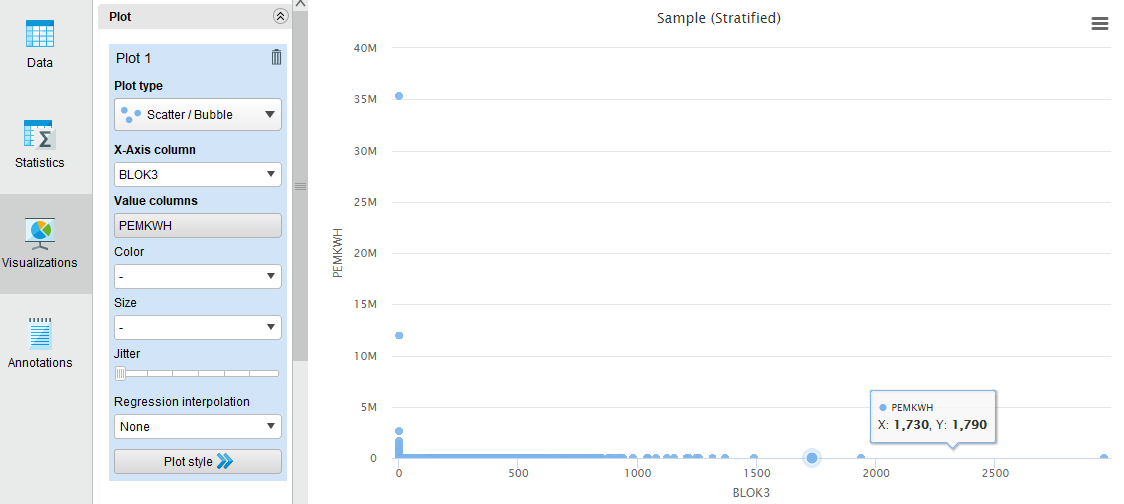 Data
Statistics
Visualizations
Annotations
Plot
Plot 1
Plot type
Scatter / Bubble
X-Axis column
BLOK3
Value columns
PEMKWH
Color
-
Size
-
Jitter
Regression interpolation
None
Plot style
Sample (Stratified)
PEMKWH
40M
35M
30M
25M
20M
15M
10M
5M
0
PEMKWH
X: 1,730, Y: 1,790
0
500
1000
1500
2000
2500
BLOK3